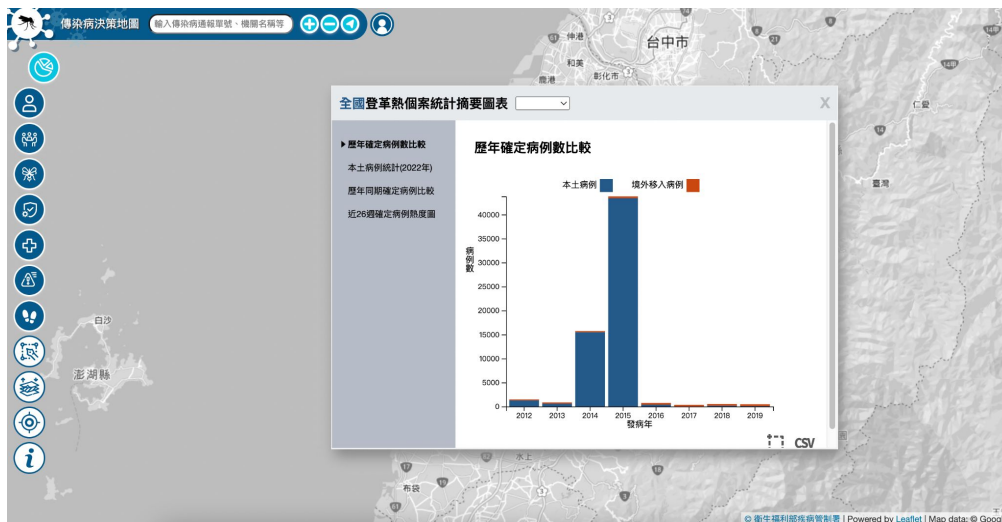 傳染病決策地圖
輸入傳染病通報單號、機關名稱等
伸港
台中市
和美
鹿港
彰化市
仁愛
臺灣
全國登革熱個案統計摘要圖表
X
歷年確定病例數比較
本土病例統計(2022年)
歷年同期確定病例比較
近26週確定病例熱度圖
歷年確定病例數比較
本土病例
境外移入病例
病例數
40000
35000
30000
25000
20000
15000
10000
5000
0
2012 2013 2014 2015 2016 2017 2018 2019
發病年
CSV
白沙
澎湖縣
水上
布袋
© 衛生福利部疾病管制署 | Powered by Leaflet | Map data: © Goog